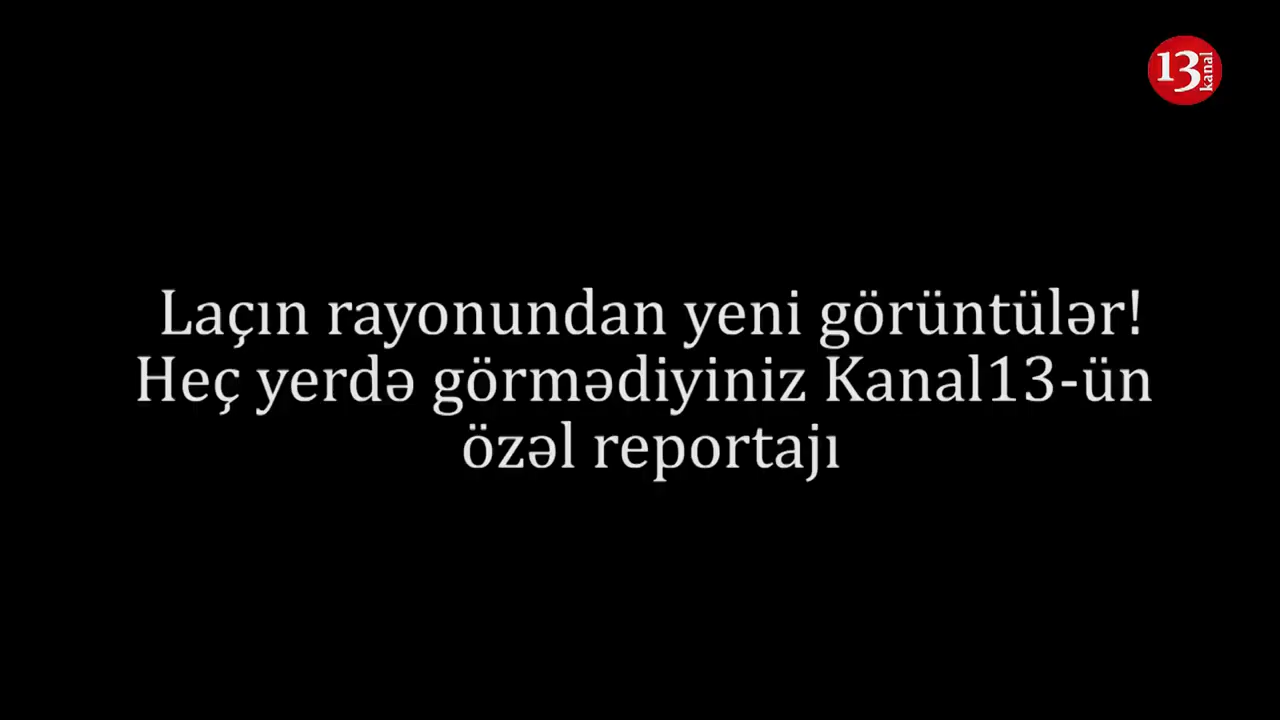 13 kanal
Laçın rayonundan yeni görüntülər!
Heç yerdə görmədiyiniz Kanal13-ün
özəl reportajı